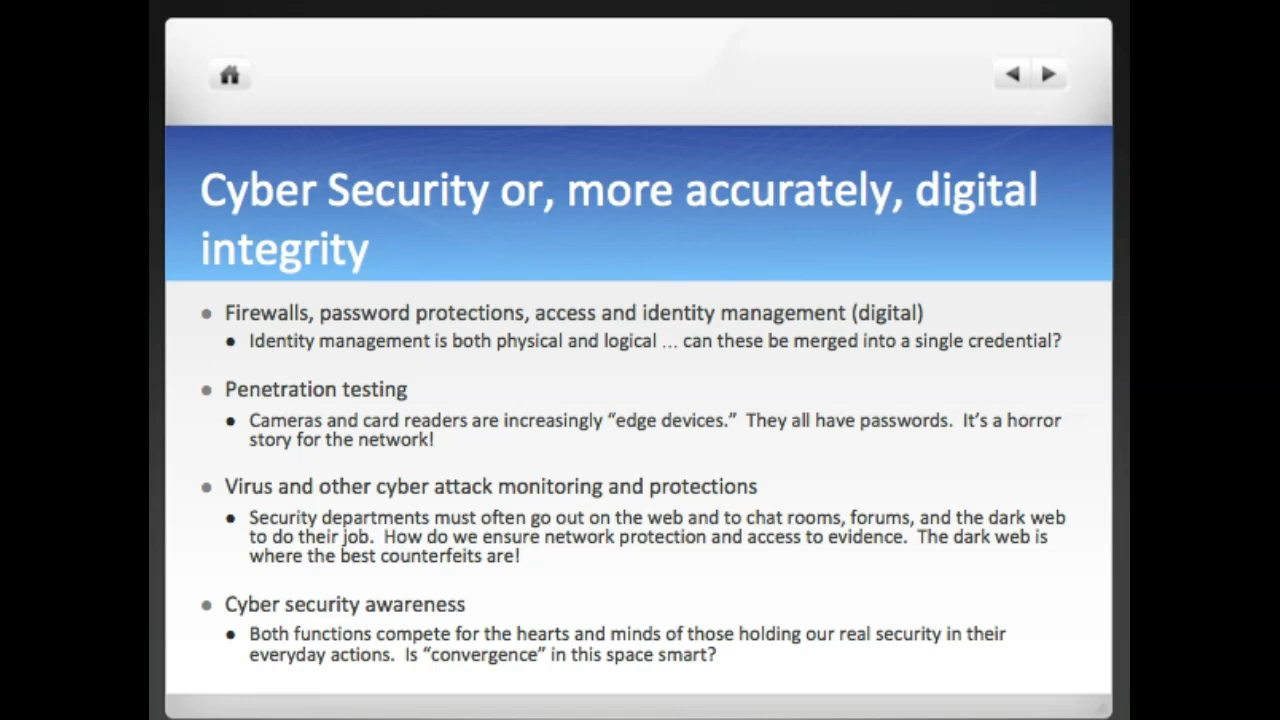 Cyber Security or, more accurately, digital
integrity
Firewalls, password protections, access and identity management (digital)
Identity management is both physical and logical ... can these be merged into a single credential?
Penetration testing
Cameras and card readers are increasingly “edge devices.” They all have passwords. It’s a horror
story for the network!
Virus and other cyber attack monitoring and protections
Security departments must often go out on the web and to chat rooms, forums, and the dark web
to do their job. How do we ensure network protection and access to evidence. The dark web is
where the best counterfeits are!
Cyber security awareness
Both functions compete for the hearts and minds of those holding our real security in their
everyday actions. Is “convergence” in this space smart?